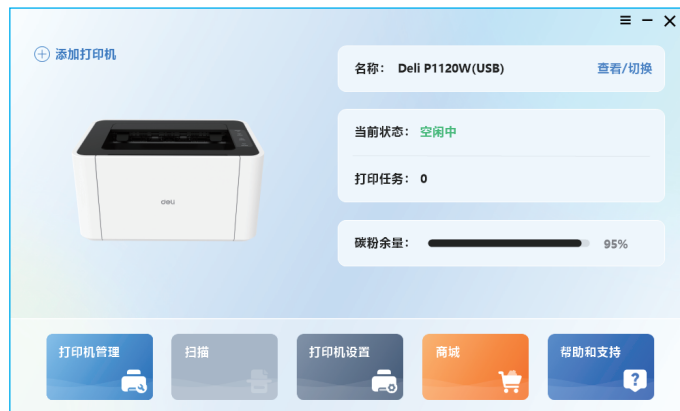 添加打印机
名称： Deli P1120W(USB) 查看/切换
当前状态： 空闲中
打印任务： 0
deli
碳粉余量： 95%
打印机管理 扫描 打印机设置 商城 帮助和支持
?